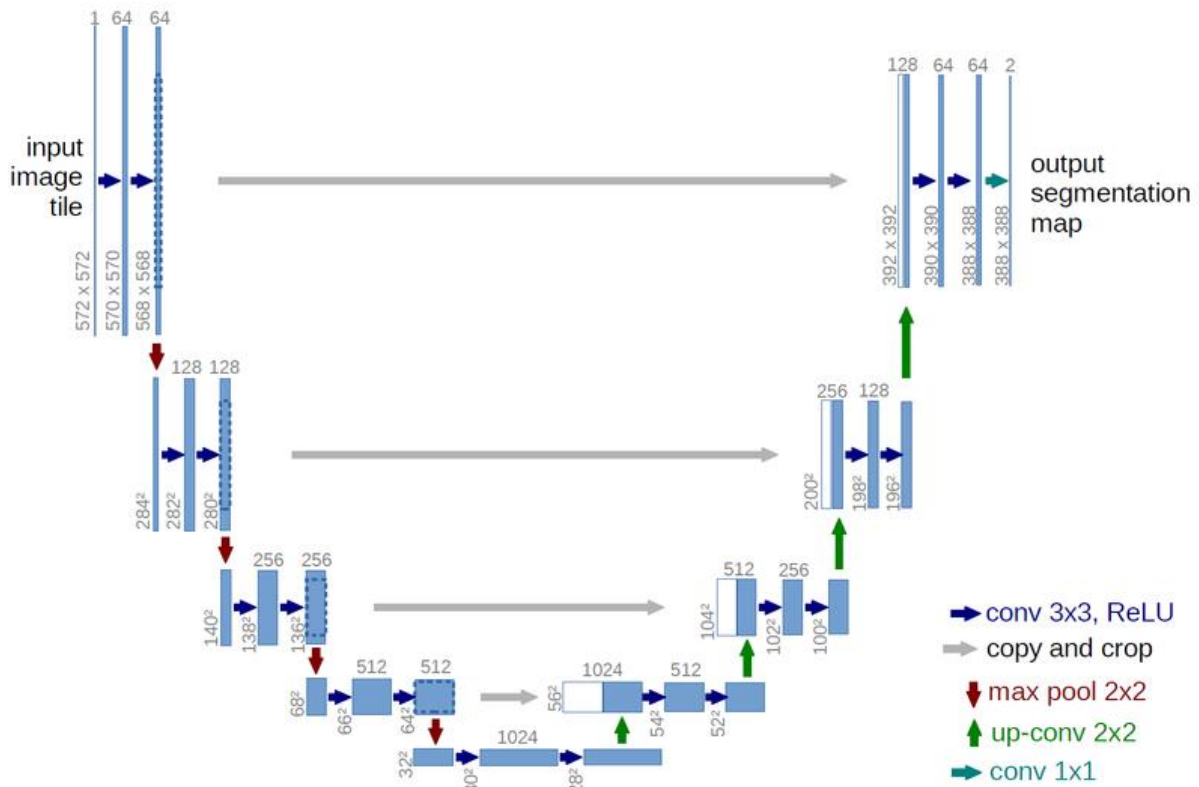 1 64 64
input
image
tile
572 x 572
570 x 570
568 x 568
128 64 64 2
output
segmentation
map
392 x 392
390 x 390
388 x 388
388 x 388
128 128
284²
282²
280²
256 128
200²
198²
196²
256 256
140²
138²
136²
512 256
104²
102²
100²
512 512
68²
66²
64²
1024 512
56²
54²
52²
1024
32²
conv 3x3, ReLU
copy and crop
max pool 2x2
up-conv 2x2
conv 1x1